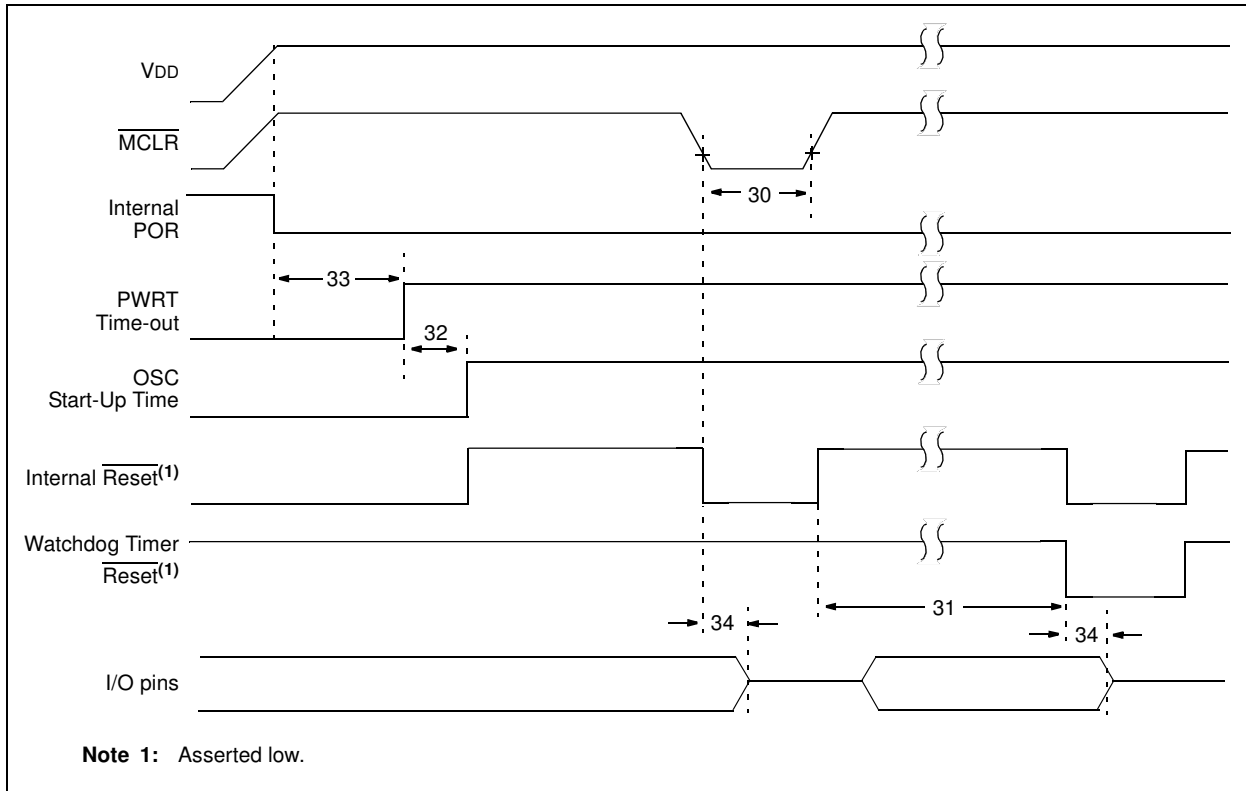 VDD
MCLR
30
Internal
POR
33
PWRT
Time-out
32
OSC
Start-Up Time
Internal Reset(1)
Watchdog Timer
Reset(1)
31
34
34
I/O pins
Note 1: Asserted low.